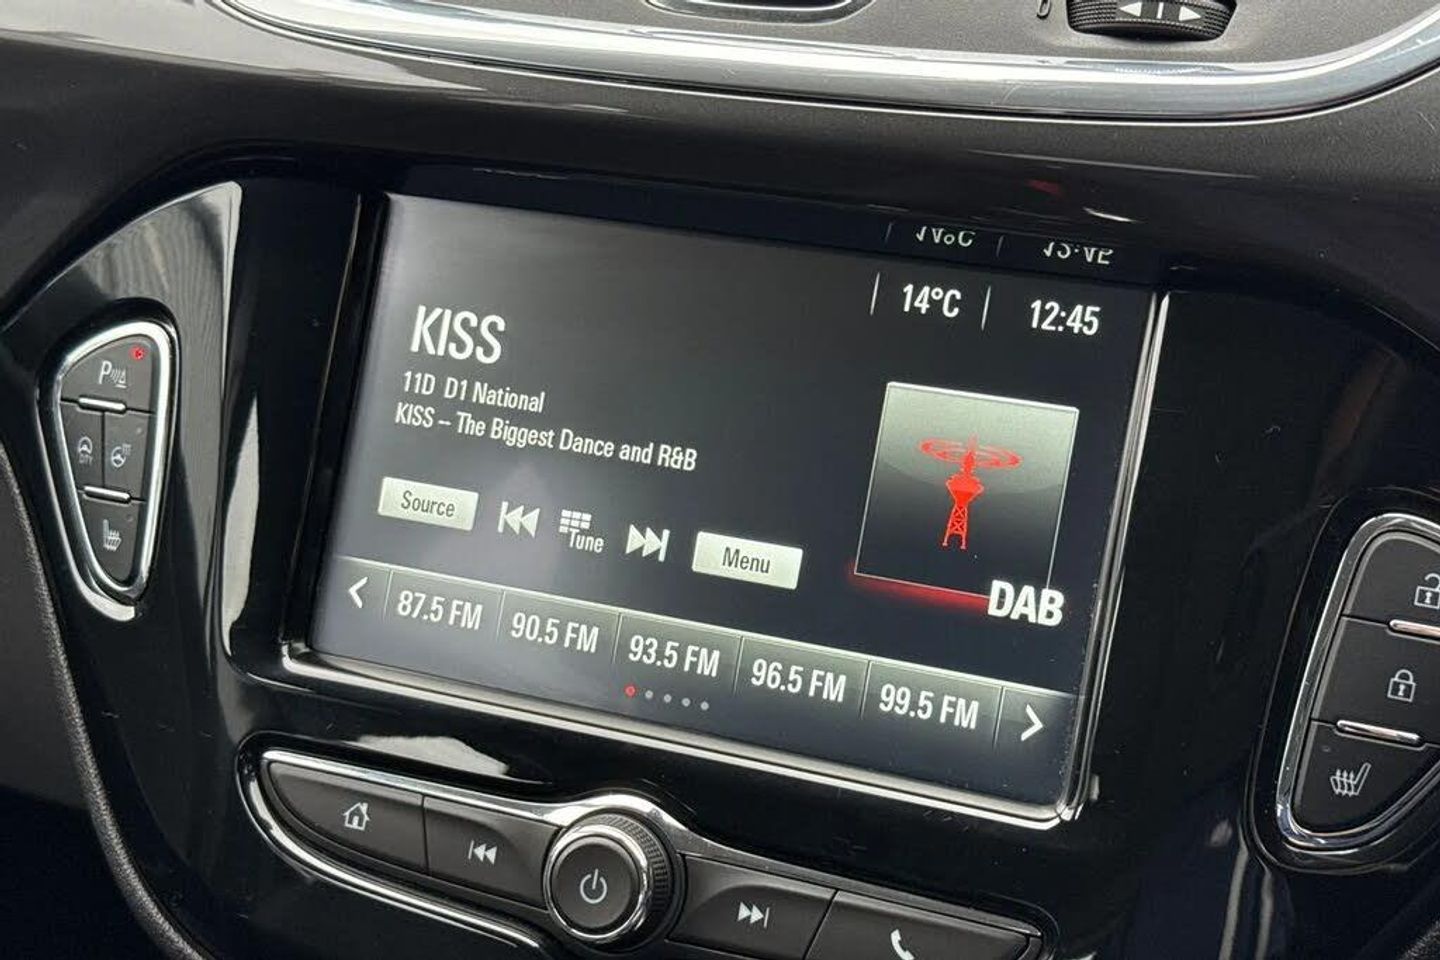 14°C 12:45
KISS
11D D1 National
KISS – The Biggest Dance and R&B
Source
Tune
Menu
DAB
87.5 FM 90.5 FM 93.5 FM 96.5 FM 99.5 FM
P
CITY